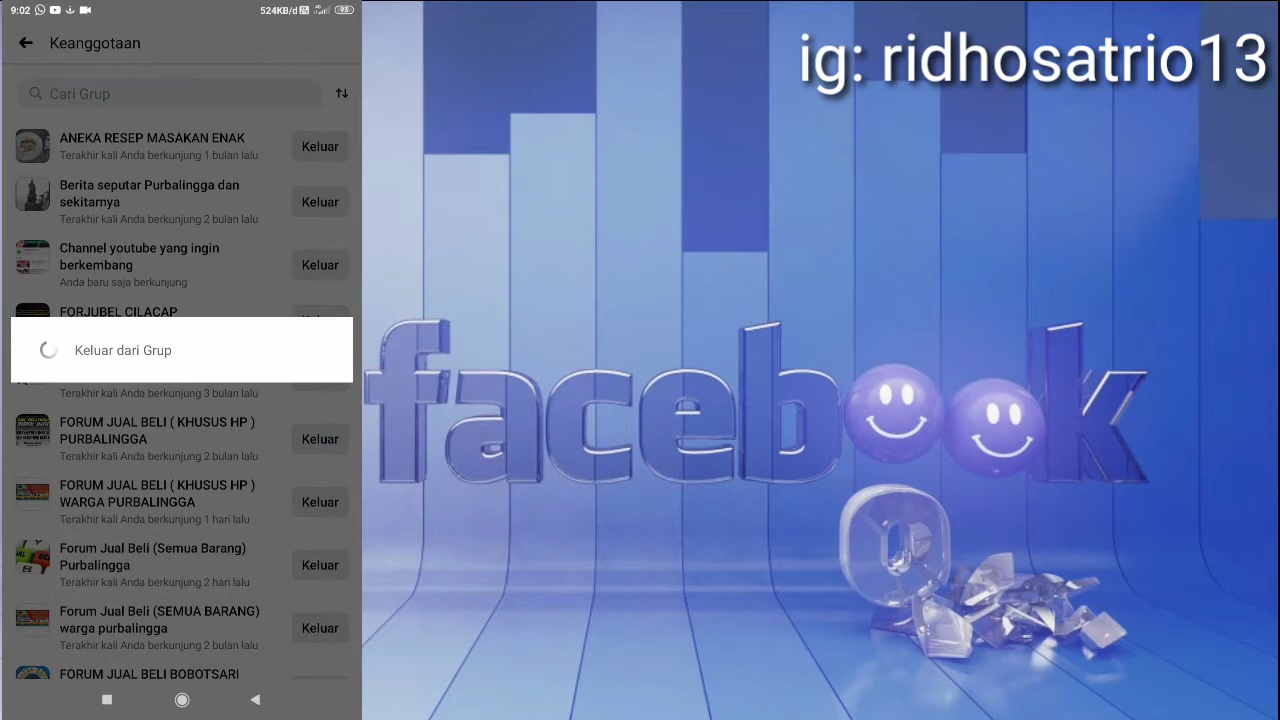 9:02
524KB/d
93
Keanggotaan
Cari Grup
ANEKA RESEP MASAKAN ENAK
Terakhir kali Anda berkunjung 1 bulan lalu
Keluar
Berita seputar Purbalingga dan
sekitarnya
Terakhir kali Anda berkunjung 2 bulan lalu
Keluar
Channel youtube yang ingin
berkembang
Anda baru saja berkunjung
Keluar
FORJUBEL CILACAP
Keluar dari Grup
Terakhir kali Anda berkunjung 3 bulan lalu
FORUM JUAL BELI ( KHUSUS HP )
PURBALINGGA
Terakhir kali Anda berkunjung 2 bulan lalu
Keluar
FORUM JUAL BELI ( KHUSUS HP )
WARGA PURBALINGGA
Terakhir kali Anda berkunjung 1 hari lalu
Keluar
Forum Jual Beli (Semua Barang)
Purbalingga
Terakhir kali Anda berkunjung 2 hari lalu
Keluar
Forum Jual Beli (SEMUA BARANG)
warga purbalingga
Terakhir kali Anda berkunjung 2 bulan lalu
Keluar
FORUM JUAL BELI BOBOTSARI
ig: ridhosatrio13
facebook